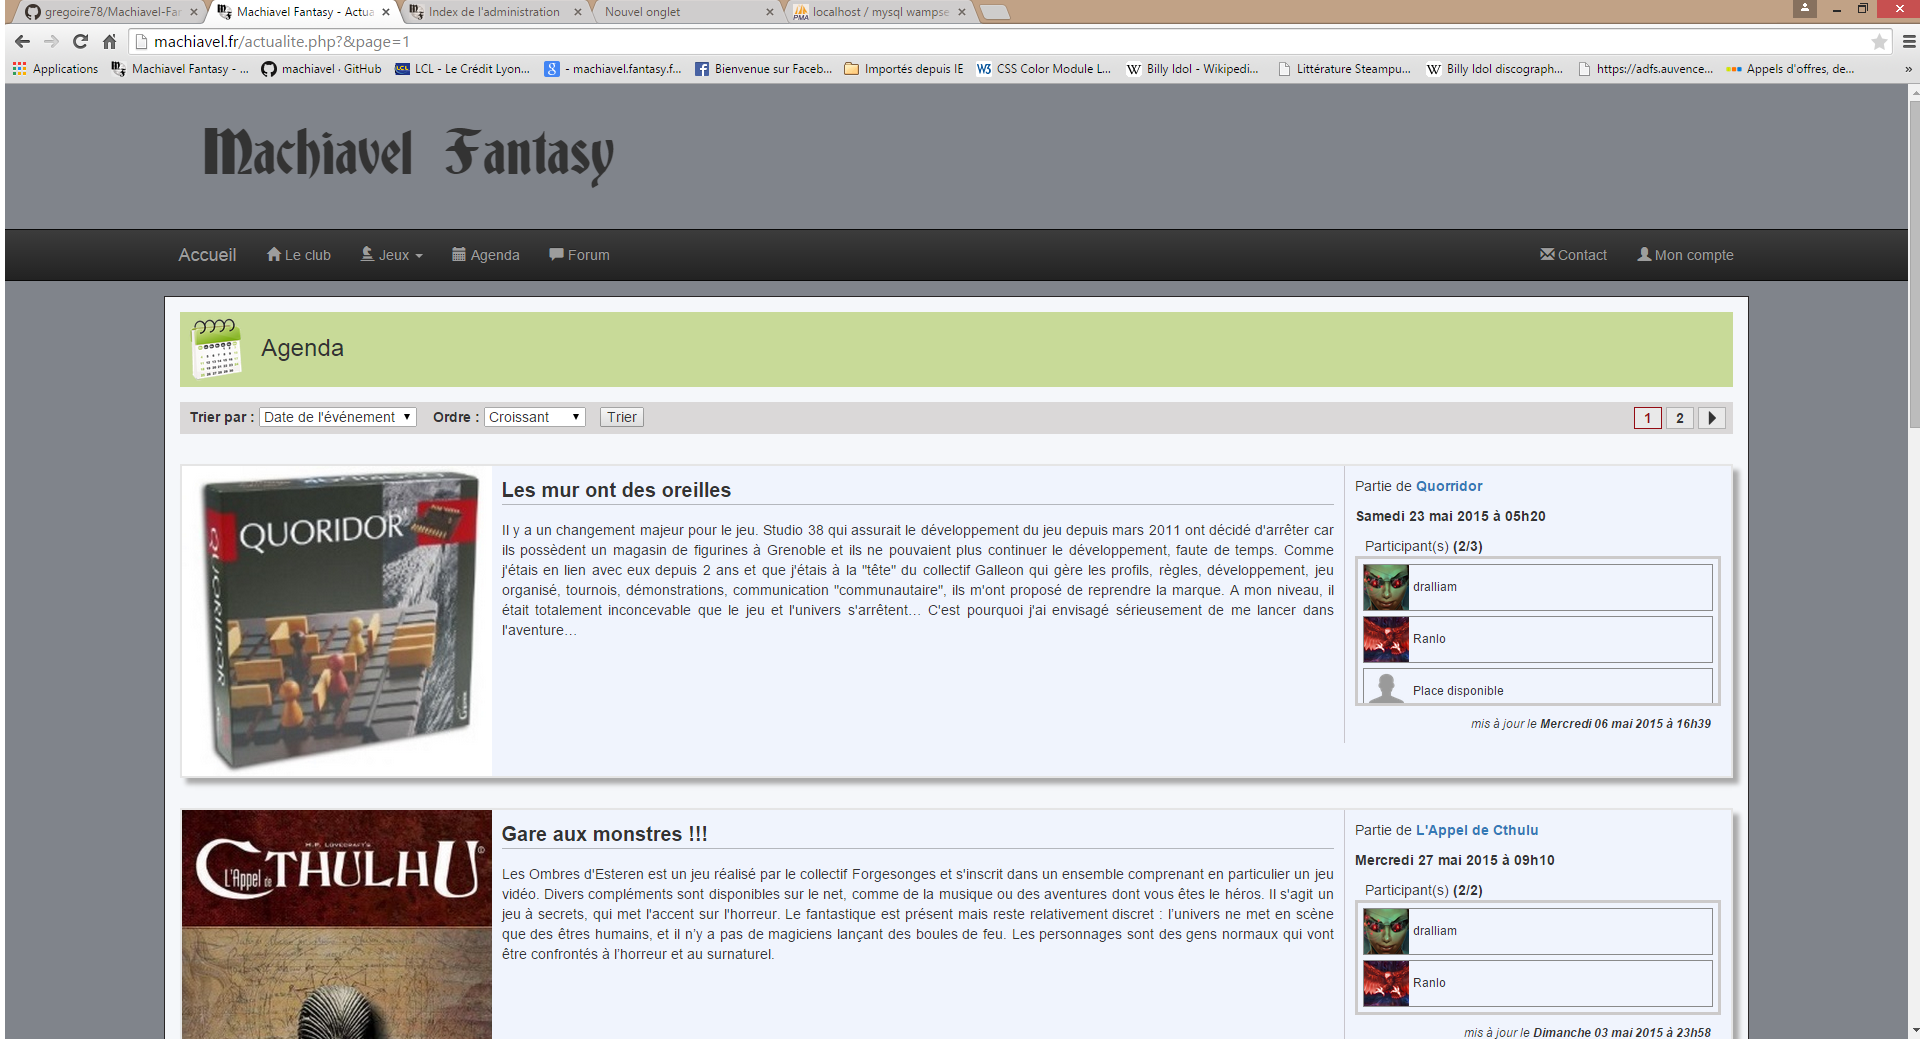 gregoire78/Machiavel-Far
Machiavel Fantasy - Actua
Index de l'administration
Nouvel onglet
localhost / mysql wampse
machiavel.fr/actualite.php?&page=1
Applications
Machiavel Fantasy - ...
machiavel · GitHub
LCL - Le Crédit Lyon...
- machiavel.fantasy.f...
Bienvenue sur Faceb...
Importés depuis IE
CSS Color Module L...
Billy Idol - Wikipedi...
Littérature Steampu...
Billy Idol discograph...
https://adfs.auvence...
Appels d'offres, de...
»
Machiavel Fantasy
Accueil
Le club
Jeux
Agenda
Forum
Contact
Mon compte
Agenda
Trier par : Date de l'événement
Ordre : Croissant
Trier
1 2
QUORIDOR
QUORIDOR
Les mur ont des oreilles
Il y a un changement majeur pour le jeu. Studio 38 qui assurait le développement du jeu depuis mars 2011 ont décidé d'arrêter car
ils possèdent un magasin de figurines à Grenoble et ils ne pouvaient plus continuer le développement, faute de temps. Comme
j'étais en lien avec eux depuis 2 ans et que j'étais à la "tête" du collectif Galleon qui gère les profils, règles, développement, jeu
organisé, tournois, démonstrations, communication "communautaire", ils m'ont proposé de reprendre la marque. A mon niveau, il
était totalement inconcevable que le jeu et l'univers s'arrêtent… C'est pourquoi j'ai envisagé sérieusement de me lancer dans
l'aventure…
Partie de Quorridor
Samedi 23 mai 2015 à 05h20
Participant(s) (2/3)
dralliam
Ranlo
Place disponible
mis à jour le Mercredi 06 mai 2015 à 16h39
H.P. LOVECRAFT'S
L'Appel de
CTHULHU
Gare aux monstres !!!
Les Ombres d'Esteren est un jeu réalisé par le collectif Forgesonges et s'inscrit dans un ensemble comprenant en particulier un jeu
vidéo. Divers compléments sont disponibles sur le net, comme de la musique ou des aventures dont vous êtes le héros. Il s'agit un
jeu à secrets, qui met l'accent sur l'horreur. Le fantastique est présent mais reste relativement discret : l'univers ne met en scène
que des êtres humains, et il n'y a pas de magiciens lançant des boules de feu. Les personnages sont des gens normaux qui vont
être confrontés à l'horreur et au surnaturel.
Partie de L'Appel de Cthulu
Mercredi 27 mai 2015 à 09h10
Participant(s) (2/2)
dralliam
Ranlo
mis à jour le Dimanche 03 mai 2015 à 23h58